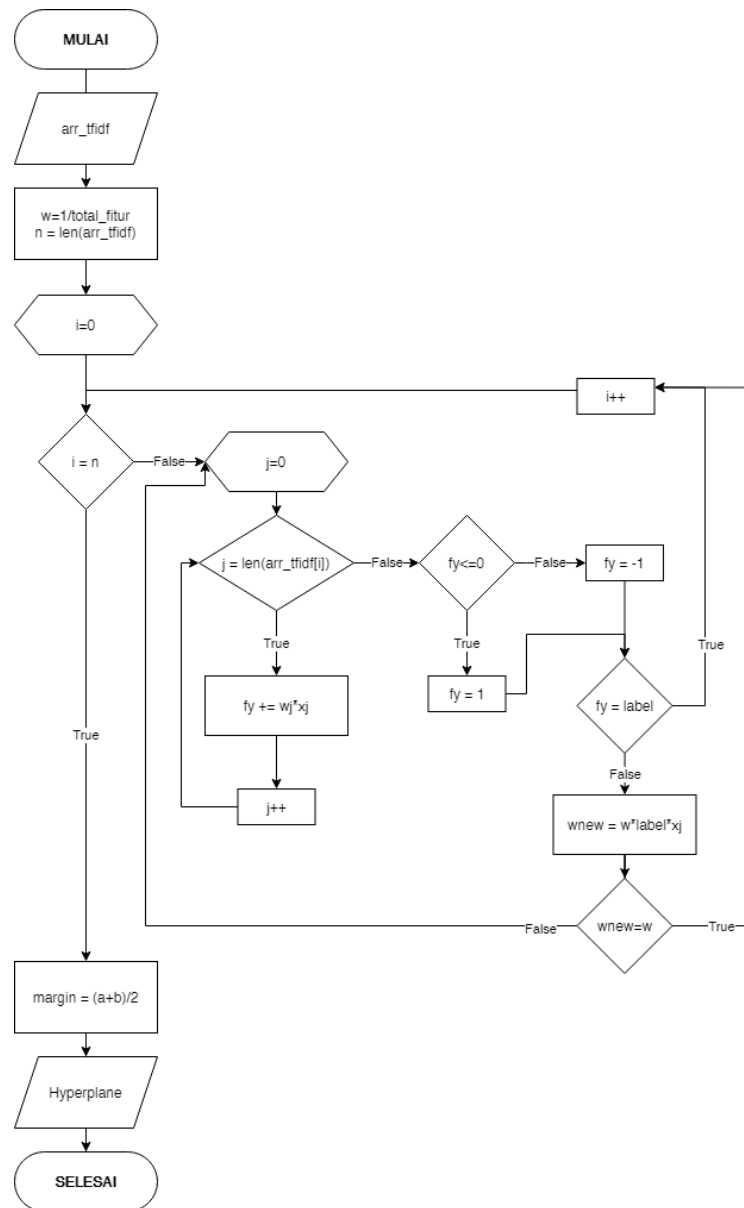 MULAI
arr_tfidf
w=1/total_fitur
n = len(arr_tfidf)
i=0
i++
i = n
False
j=0
j = len(arr_tfidf[i])
False
fy<=0
False
fy = -1
True
True
True
fy += wj*xj
fy = 1
fy = label
True
False
j++
wnew = w*label*xj
False
wnew=w
True
margin = (a+b)/2
Hyperplane
SELESAI